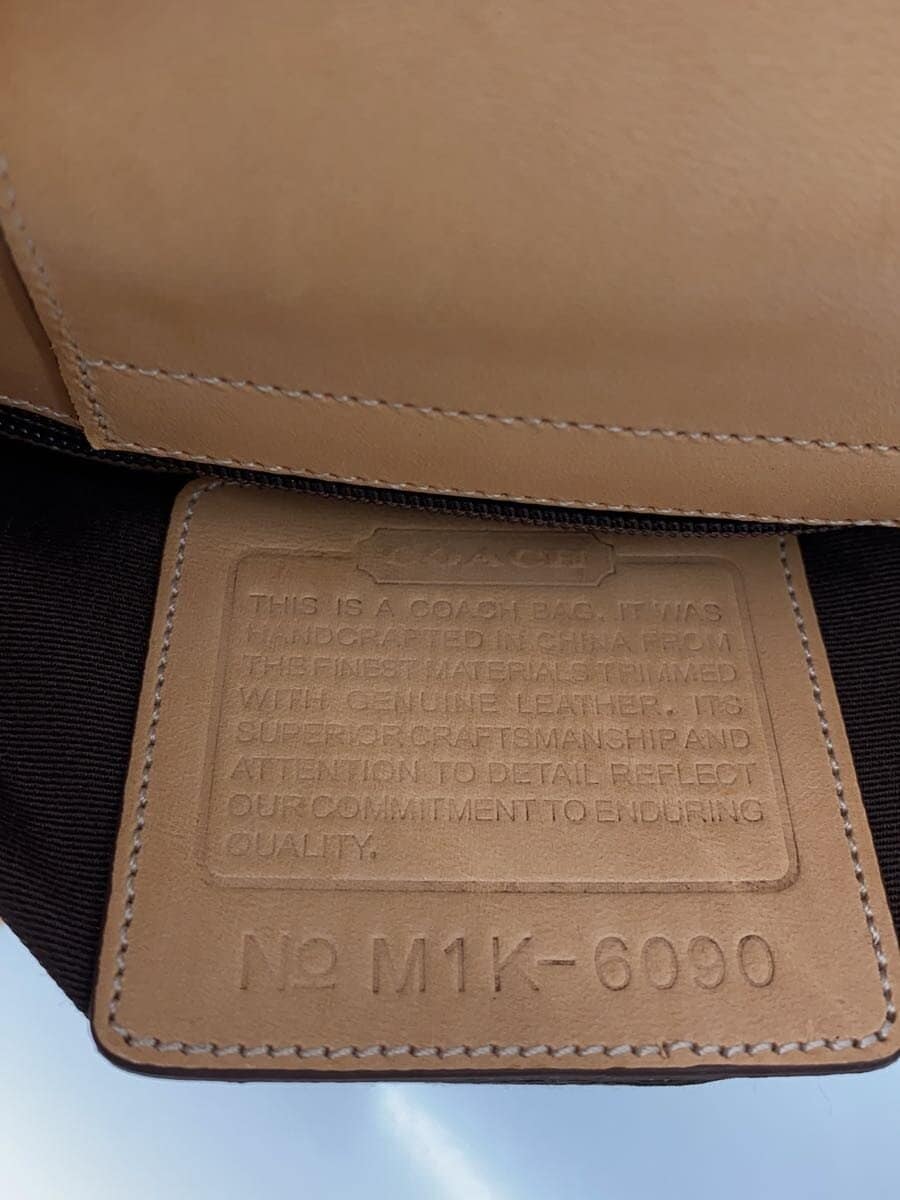 COACH
THIS IS A COACH BAG. IT WAS
HANDCRAFTED IN CHINA FROM
THE FINEST MATERIALS TRIMMED
WITH GENUINE LEATHER. ITS
SUPERIOR CRAFTSMANSHIP AND
ATTENTION TO DETAIL REFLECT
OUR COMMITMENT TO ENDURING
QUALITY.
No M1K-6090